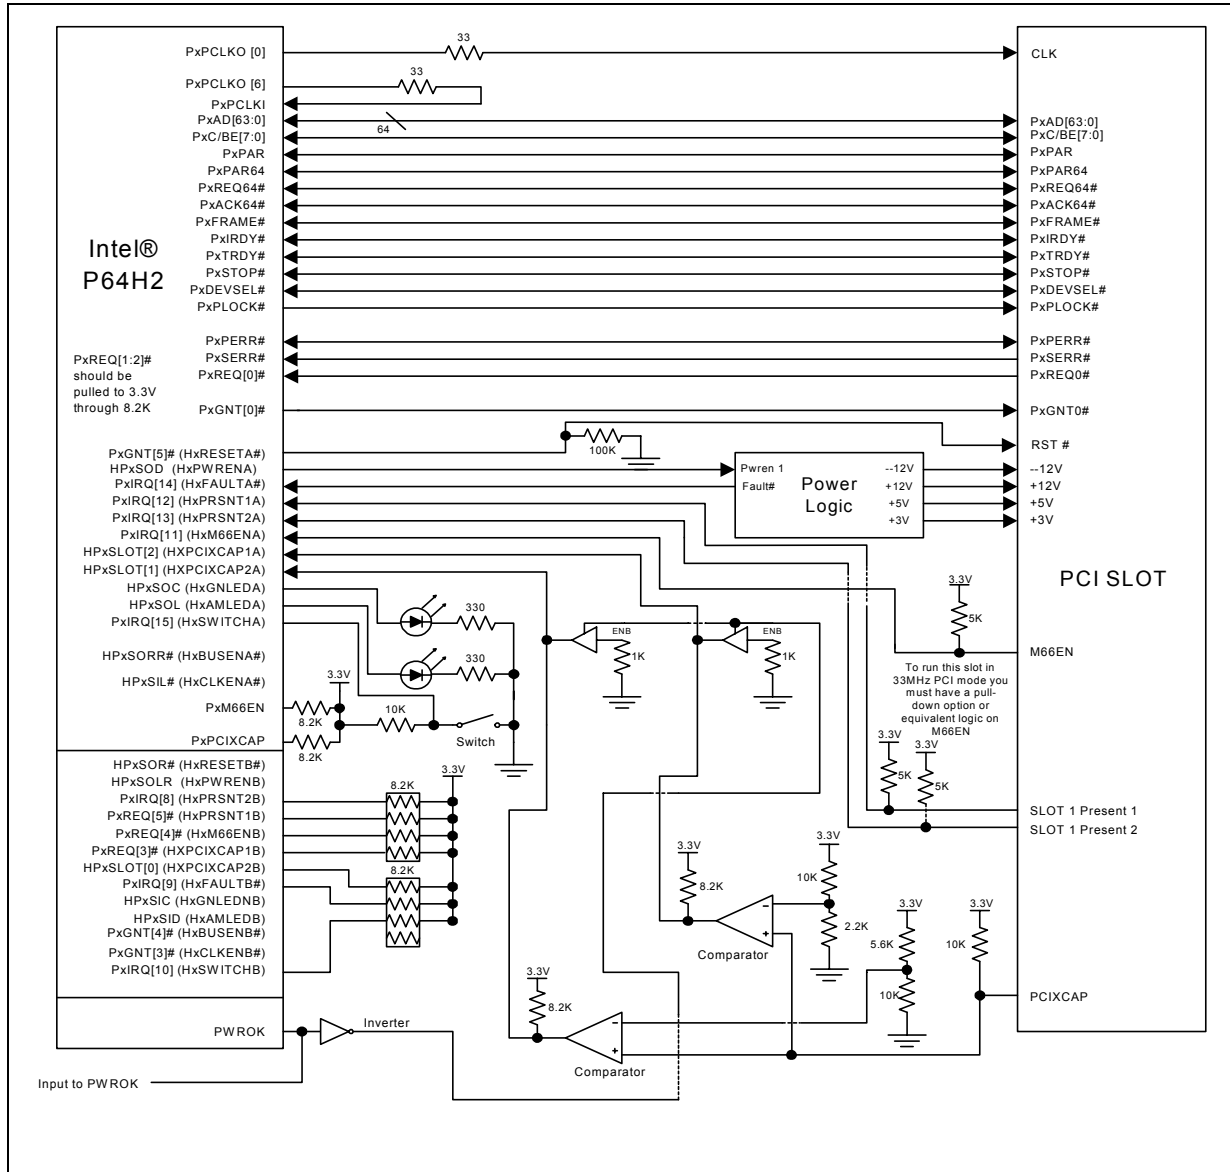 PxPCLKO [0]
33
CLK
PxPCLKO [6]
33
PxPCLKI
PxAD[63:0]
64
PxAD[63:0]
PxC/BE[7:0]
PxC/BE[7:0]
PxPAR
PxPAR
PxPAR64
PxPAR64
PxREQ64#
PxREQ64#
PxACK64#
PxACK64#
PxFRAME#
PxFRAME#
Intel®
P64H2
PxIRDY#
PxIRDY#
PxTRDY#
PxTRDY#
PxSTOP#
PxSTOP#
PxDEVSEL#
PxDEVSEL#
PxPLOCK#
PxPLOCK#
PxPERR#
PxPERR#
PxSERR#
PxSERR#
PxREQ[0]#
PxREQ0#
PxREQ[1:2]#
should be
pulled to 3.3V
through 8.2K
PxGNT[0]#
PxGNT0#
PxGNT[5]# (HxRESETA#)
100K
RST #
HPxSOD (HxPWRENA)
PxIRQ[14] (HxFAULTA#)
PxIRQ[12] (HxPRSNT1A)
PxIRQ[13] (HxPRSNT2A)
PxIRQ[11] (HxM66ENA)
HPxSLOT[2] (HXPCIXCAP1A)
HPxSLOT[1] (HXPCIXCAP2A)
HPxSOC (HxGNLEDA)
HPxSOL (HxAMLEDA)
PxIRQ[15] (HxSWITCHA)
HPxSORR# (HxBUSENA#)
HPxSIL# (HxCLKENA#)
PxM66EN
PxPCIXCAP
Pwren 1
Fault#
Power
Logic
--12V
+12V
+5V
+3V
--12V
+12V
+5V
+3V
PCI SLOT
330
330
3.3V
8.2K
10K
8.2K
Switch
ENB
1K
ENB
1K
3.3V
5K
M66EN
To run this slot in
33MHz PCI mode you
must have a pull-
down option or
equivalent logic on
M66EN
3.3V
5K
3.3V
5K
SLOT 1 Present 1
SLOT 1 Present 2
HPxSOR# (HxRESETB#)
HPxSOLR (HxPWRENB)
PxIRQ[8] (HxPRSNT2B)
PxREQ[5]# (HxPRSNT1B)
PxREQ[4]# (HxM66ENB)
PxREQ[3]# (HXPCIXCAP1B)
HPxSLOT[0] (HXPCIXCAP2B)
PxIRQ[9] (HxFAULTB#)
HPxSIC (HxGNLEDNB)
HPxSID (HxAMLEDB)
PxGNT[4]# (HxBUSENB#)
PxGNT[3]# (HxCLKENB#)
PxIRQ[10] (HxSWITCHB)
8.2K
3.3V
8.2K
3.3V
8.2K
Comparator
3.3V
10K
2.2K
3.3V
5.6K
10K
3.3V
10K
PCIXCAP
3.3V
8.2K
Comparator
PWROK
Inverter
Input to PWROK